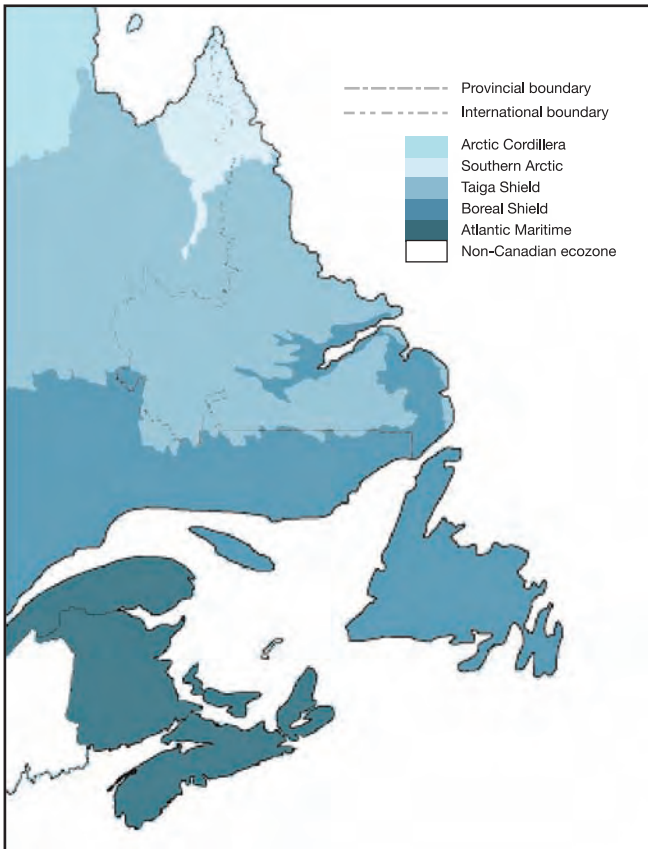 Provincial boundary
International boundary
Arctic Cordillera
Southern Arctic
Taiga Shield
Boreal Shield
Atlantic Maritime
Non-Canadian ecozone